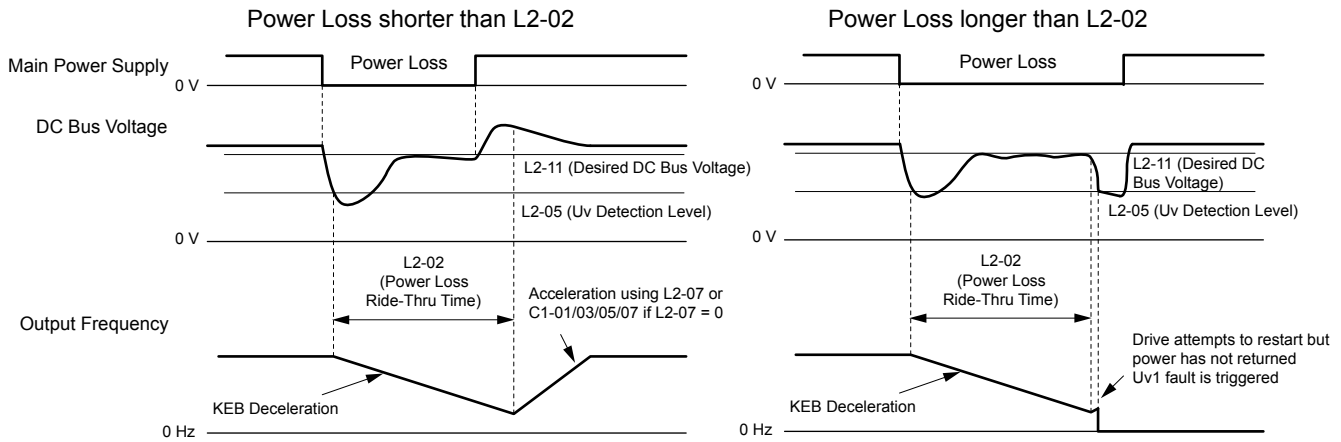 Power Loss shorter than L2-02
Main Power Supply
Power Loss
0 V
DC Bus Voltage
L2-11 (Desired DC Bus Voltage)
L2-05 (Uv Detection Level)
0 V
L2-02
(Power Loss
Ride-Thru Time)
Acceleration using L2-07 or
C1-01/03/05/07 if L2-07 = 0
Output Frequency
KEB Deceleration
0 Hz
Power Loss longer than L2-02
Power Loss
0 V
L2-11 (Desired DC
Bus Voltage)
L2-05 (Uv Detection Level)
0 V
L2-02
(Power Loss
Ride-Thru Time)
Drive attempts to restart but
power has not returned
Uv1 fault is triggered
KEB Deceleration
0 Hz